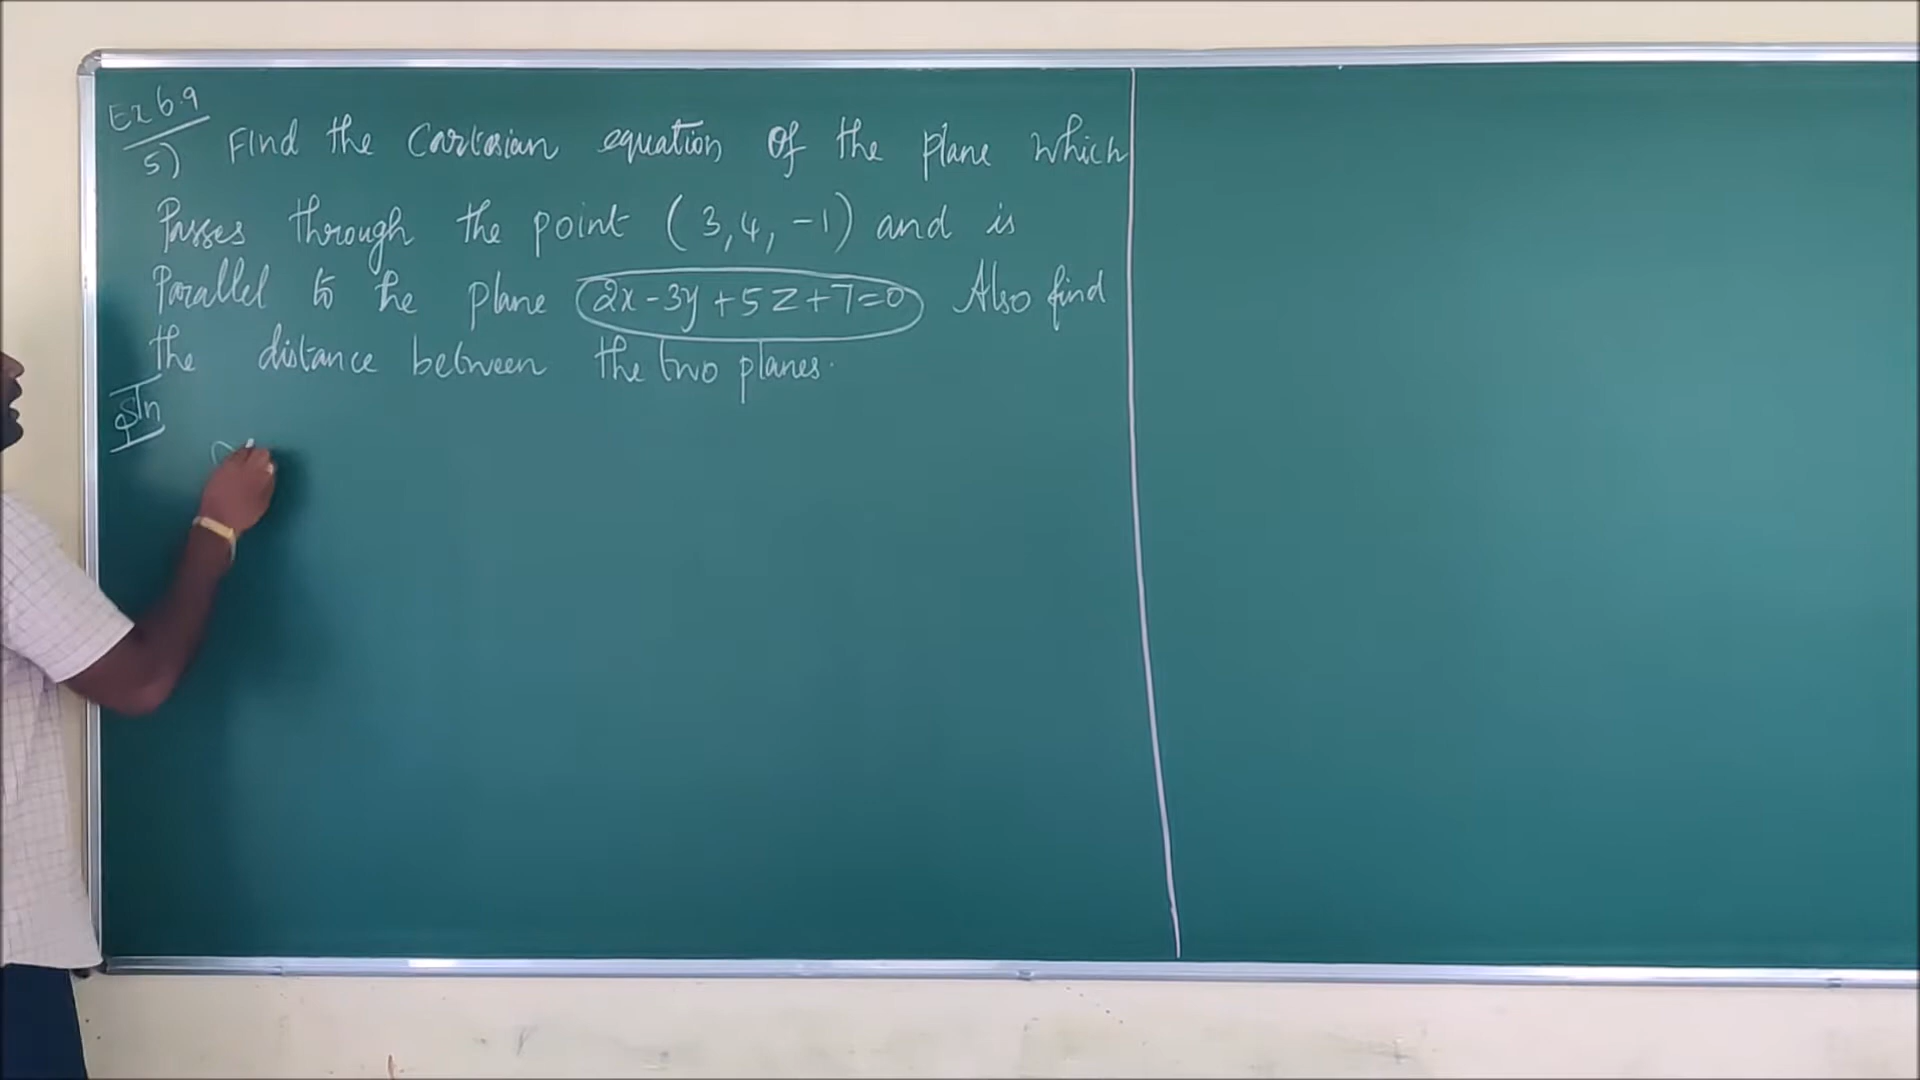 Ex 6.9
5) Find the Cartesian equation of the plane which
Passes through the point (3,4,-1) and is
Parallel to the plane 2x-3y+5z+7=0 Also find
the distance between the two planes.
Sln